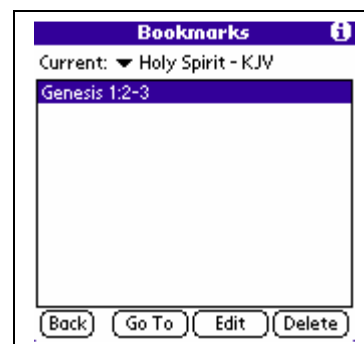 Bookmarks i
Current: Holy Spirit - KJV
Genesis 1:2-3
Back Go To Edit Delete